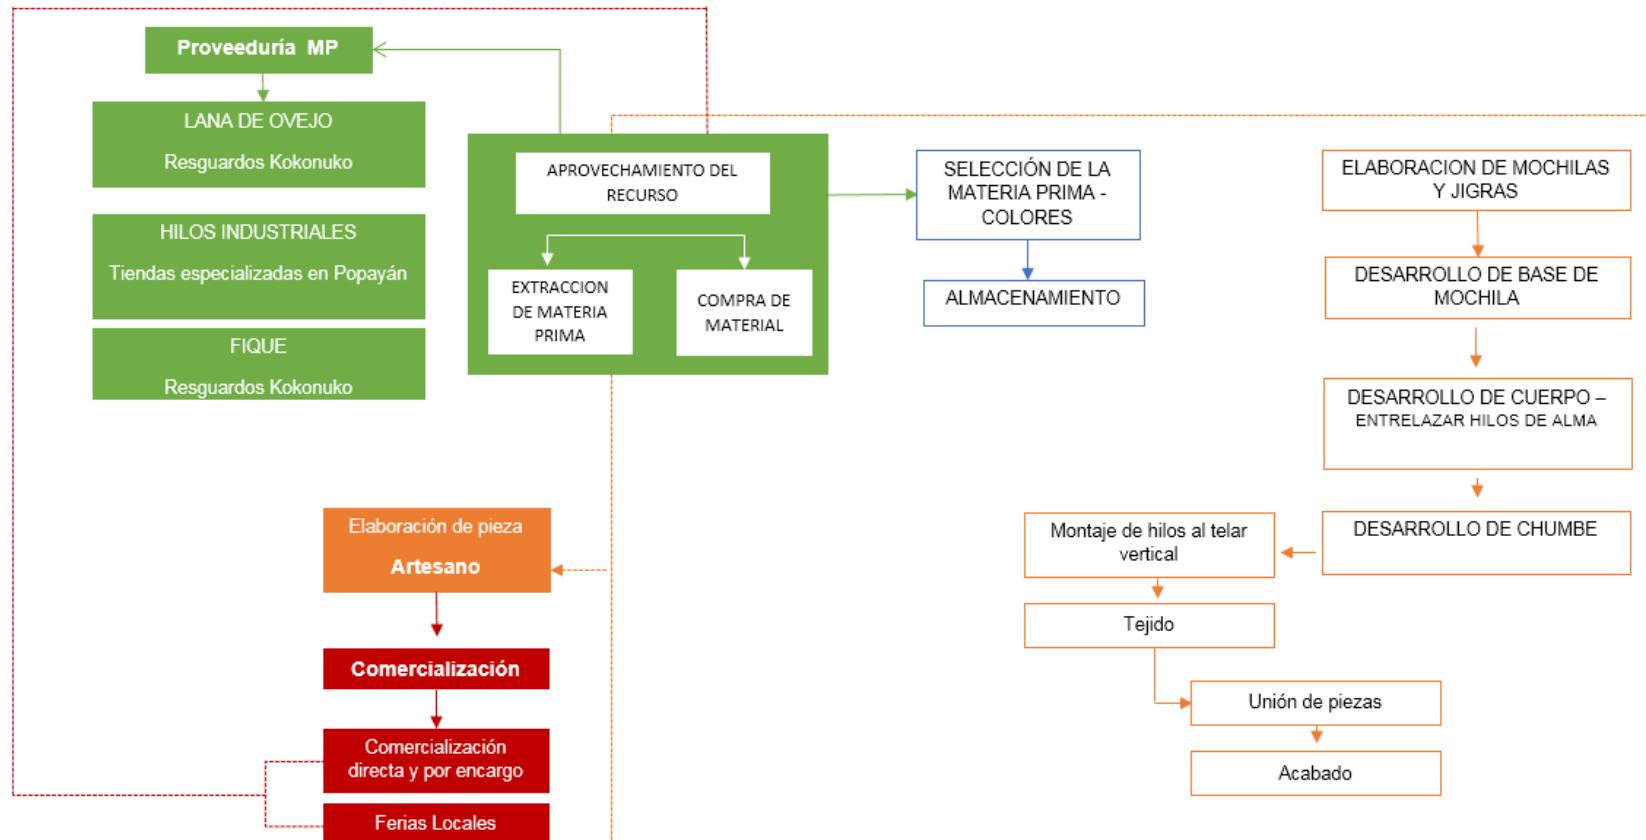 Proveeduría MP
LANA DE OVEJO
Resguardos Kokonuko
HILOS INDUSTRIALES
Tiendas especializadas en Popayán
FIQUE
Resguardos Kokonuko
APROVECHAMIENTO DEL
RECURSO
EXTRACCION
DE MATERIA
PRIMA
COMPRA DE
MATERIAL
SELECCIÓN DE LA
MATERIA PRIMA -
COLORES
ALMACENAMIENTO
ELABORACION DE MOCHILAS
Y JIGRAS
DESARROLLO DE BASE DE
MOCHILA
DESARROLLO DE CUERPO –
ENTRELAZAR HILOS DE ALMA
DESARROLLO DE CHUMBE
Montaje de hilos al telar
vertical
Tejido
Unión de piezas
Acabado
Elaboración de pieza
Artesano
Comercialización
Comercialización
directa y por encargo
Ferias Locales